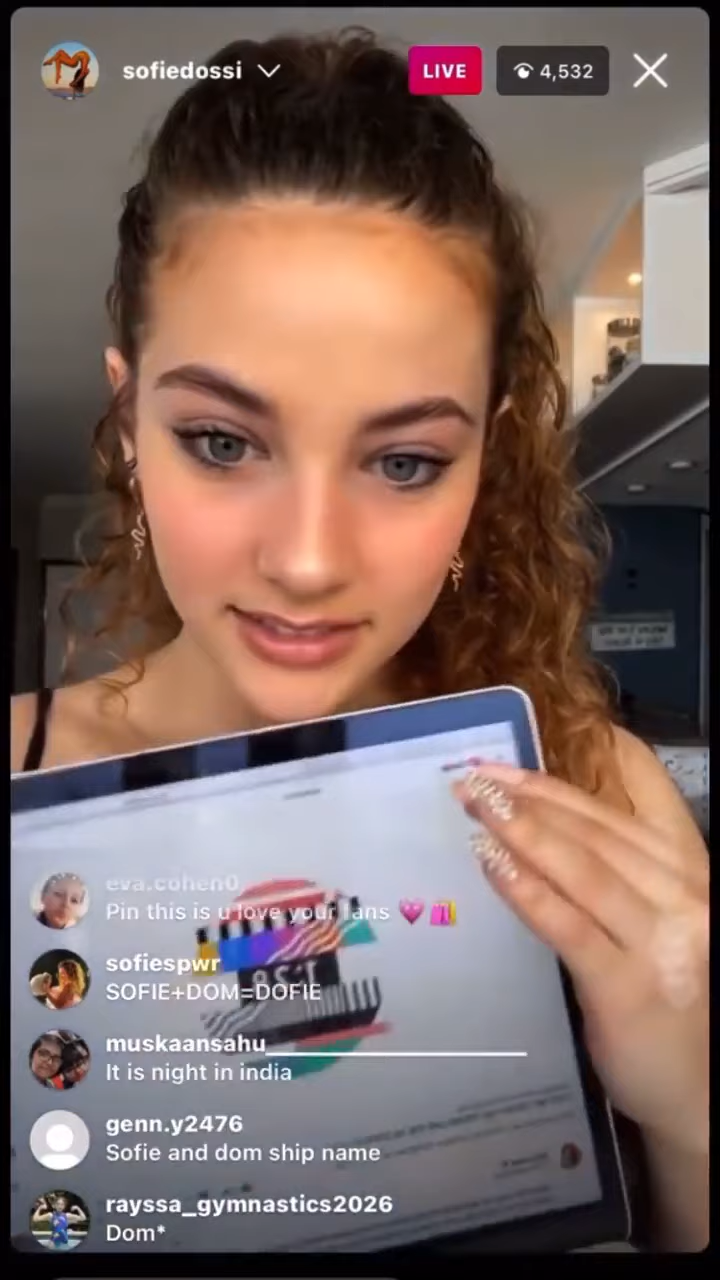 sofiedossi
LIVE
4,532
eva.cohen0
Pin this is u love your fans 💗🛍️
sofiespwr
SOFIE+DOM=DOFIE
muskaansahu
It is night in india
genn.y2476
Sofie and dom ship name
rayssa_gymnastics2026
Dom*